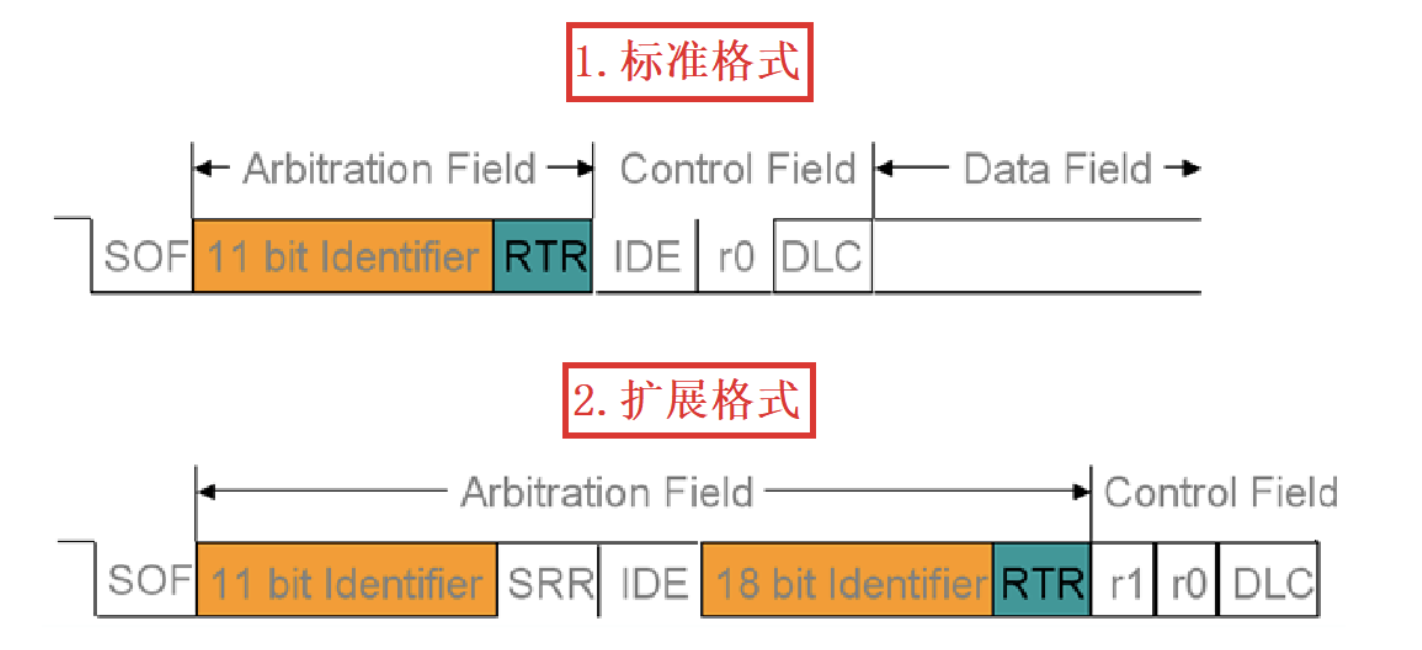 1.标准格式
Arbitration Field Control Field Data Field
SOF 11 bit Identifier RTR IDE r0 DLC
2.扩展格式
Arbitration Field Control Field
SOF 11 bit Identifier SRR IDE 18 bit Identifier RTR r1 r0 DLC